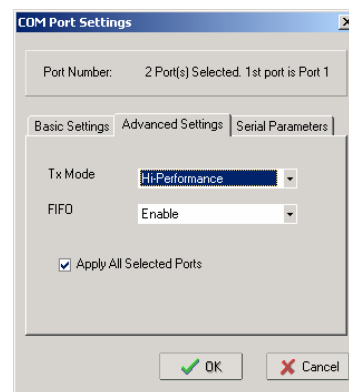 COM Port Settings
Port Number: 2 Port(s) Selected. 1st port is Port 1
Basic Settings Advanced Settings Serial Parameters
Tx Mode Hi-Performance
FIFO Enable
Apply All Selected Ports
OK Cancel